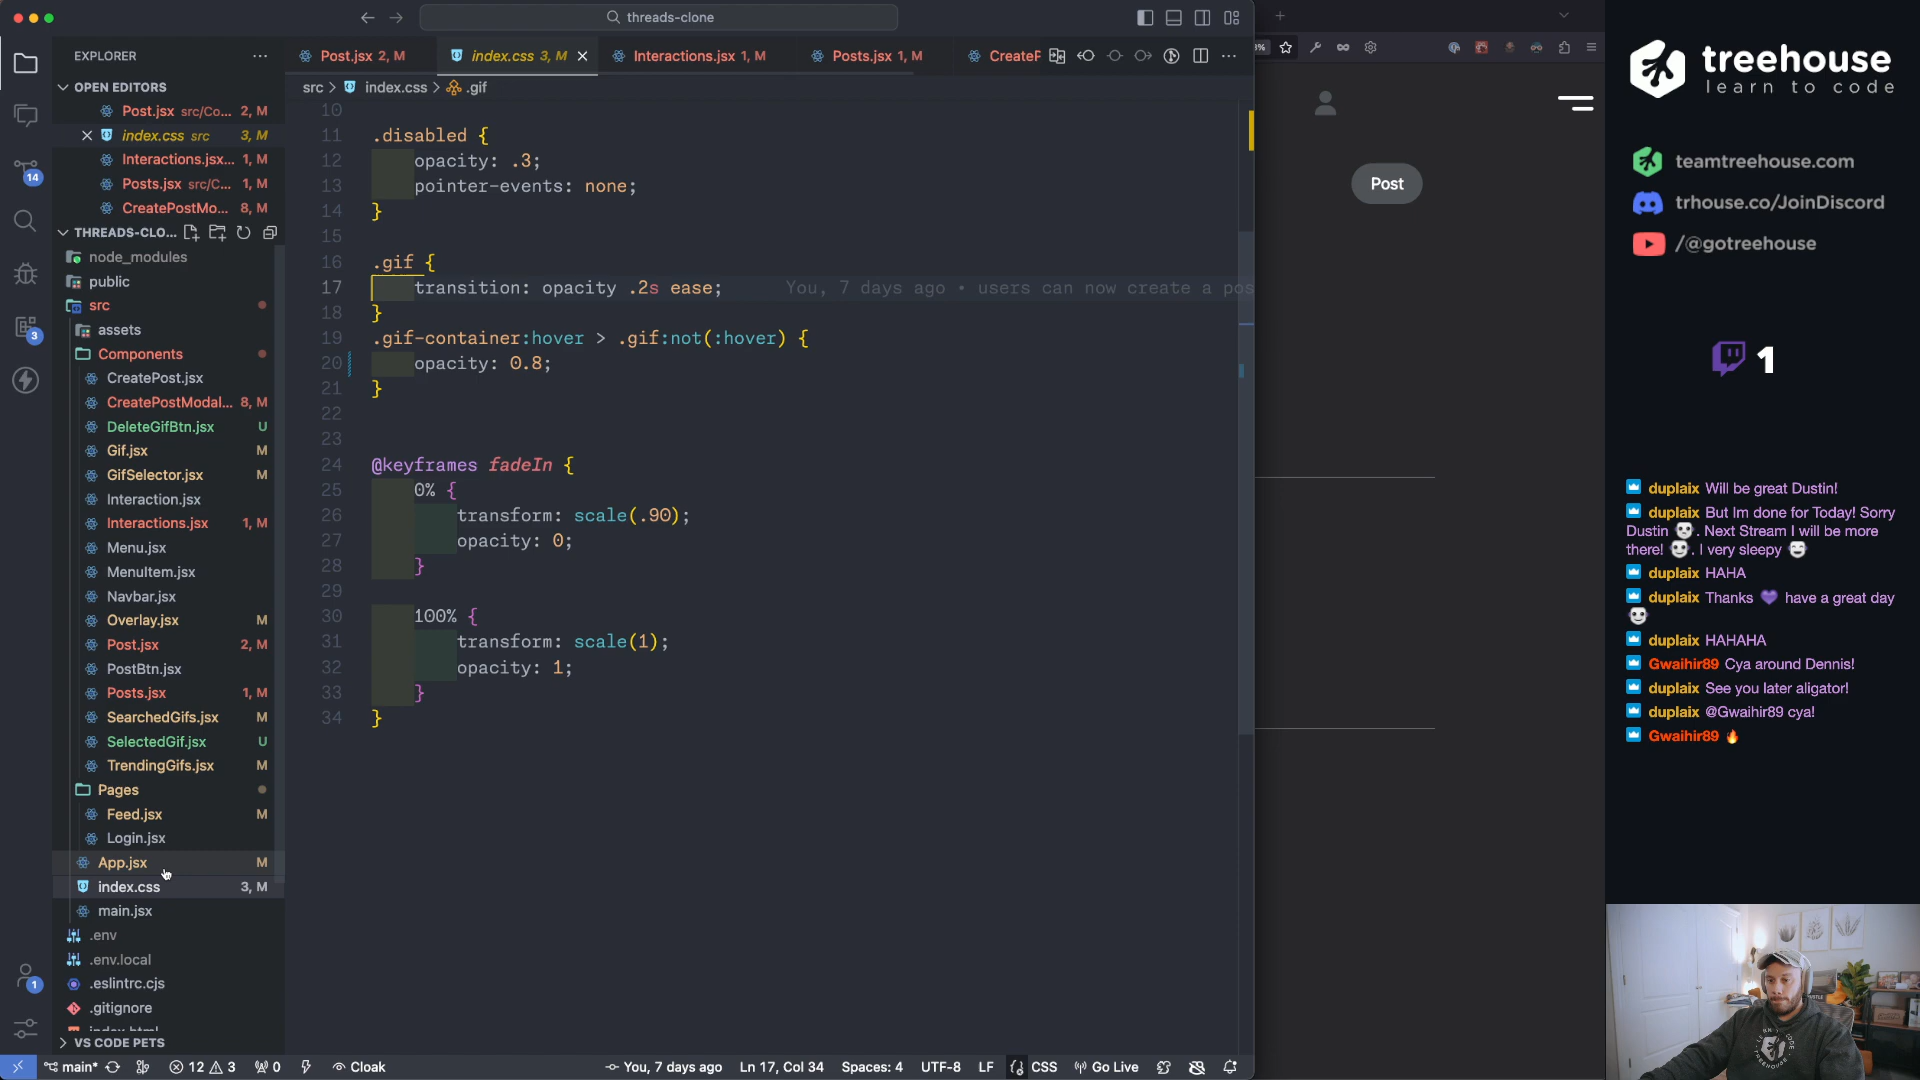 threads-clone
EXPLORER
Post.jsx 2, M
index.css 3, M
Interactions.jsx 1, M
Posts.jsx 1, M
CreateP
OPEN EDITORS
src > index.css > .gif
Post.jsx src/Co... 2, M
index.css src 3, M
Interactions.jsx... 1, M
Posts.jsx src/C... 1, M
CreatePostMo... 8, M
THREADS-CLO...
node_modules
public
src
assets
Components
CreatePost.jsx
CreatePostModal... 8, M
DeleteGifBtn.jsx U
Gif.jsx M
GifSelector.jsx M
Interaction.jsx
Interactions.jsx 1, M
Menu.jsx
MenuItem.jsx
Navbar.jsx
Overlay.jsx M
Post.jsx 2, M
PostBtn.jsx
Posts.jsx 1, M
SearchedGifs.jsx M
SelectedGif.jsx U
TrendingGifs.jsx M
Pages
Feed.jsx M
Login.jsx
App.jsx M
index.css 3, M
main.jsx
.env
.env.local
.eslintrc.cjs
.gitignore
index.html
VS CODE PETS
14
3
1
10
11 .disabled {
12 opacity: .3;
13 pointer-events: none;
14 }
15
16 .gif {
17 transition: opacity .2s ease; You, 7 days ago • users can now create a pos
18 }
19 .gif-container:hover > .gif:not(:hover) {
20 opacity: 0.8;
21 }
22
23
24 @keyframes fadeIn {
25 0% {
26 transform: scale(.90);
27 opacity: 0;
28 }
29
30 100% {
31 transform: scale(1);
32 opacity: 1;
33 }
34 }
main* 12 3 0 Cloak You, 7 days ago Ln 17, Col 34 Spaces: 4 UTF-8 LF CSS Go Live
Post
treehouse
learn to code
teamtreehouse.com
trhouse.co/JoinDiscord
/@gotreehouse
1
duplaix Will be great Dustin!
duplaix But Im done for Today! Sorry
Dustin . Next Stream I will be more
there! . I very sleepy
duplaix HAHA
duplaix Thanks 💜 have a great day
duplaix HAHAHA
Gwaihir89 Cya around Dennis!
duplaix See you later aligator!
duplaix @Gwaihir89 cya!
Gwaihir89 🔥